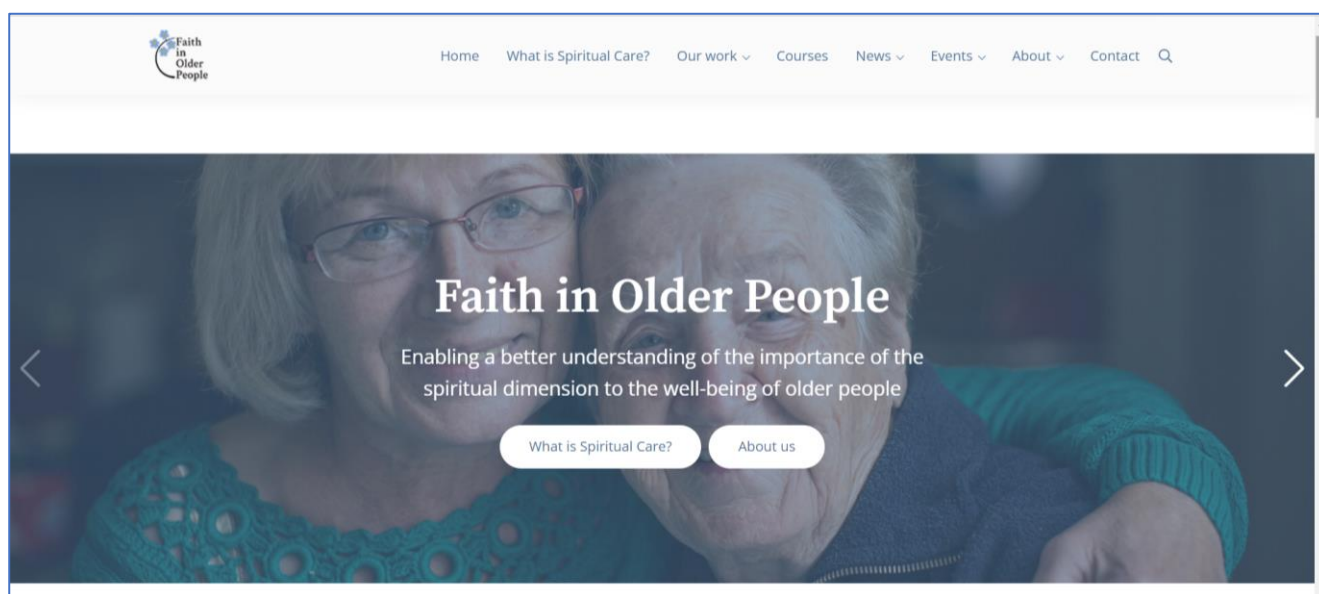 Faith
in
Older
People
Home What is Spiritual Care? Our work Courses News Events About Contact
Faith in Older People
Enabling a better understanding of the importance of the
spiritual dimension to the well-being of older people
What is Spiritual Care? About us